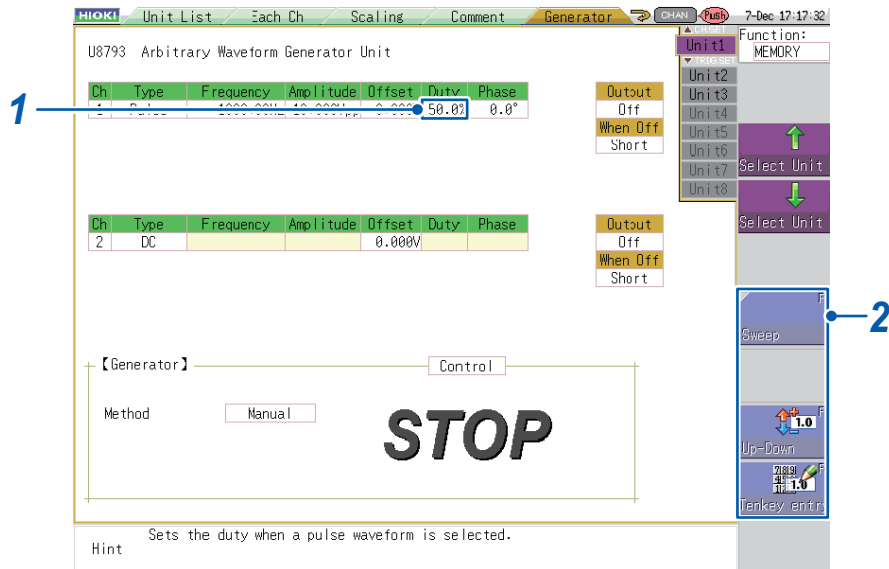 HIOKI Unit List Each Ch Scaling Comment Generator CHAN Push 7-Dec 17:17:32
U8793 Arbitrary Waveform Generator Unit
Ch Type Frequency Amplitude Offset Duty Phase
1 50.0% 0.0°
Output
Off
When Off
Short
Ch Type Frequency Amplitude Offset Duty Phase
2 DC 0.000V
Output
Off
When Off
Short
【Generator】 Control
Method Manual STOP
Unit1
TRIG SET
Unit2
Unit3
Unit4
Unit5
Unit6
Unit7
Unit8
Function:
MEMORY
Select Unit
Select Unit
F
Sweep
1.0 F
Up-Down
1.0 F
Tenkey entry
Hint Sets the duty when a pulse waveform is selected.
1
2